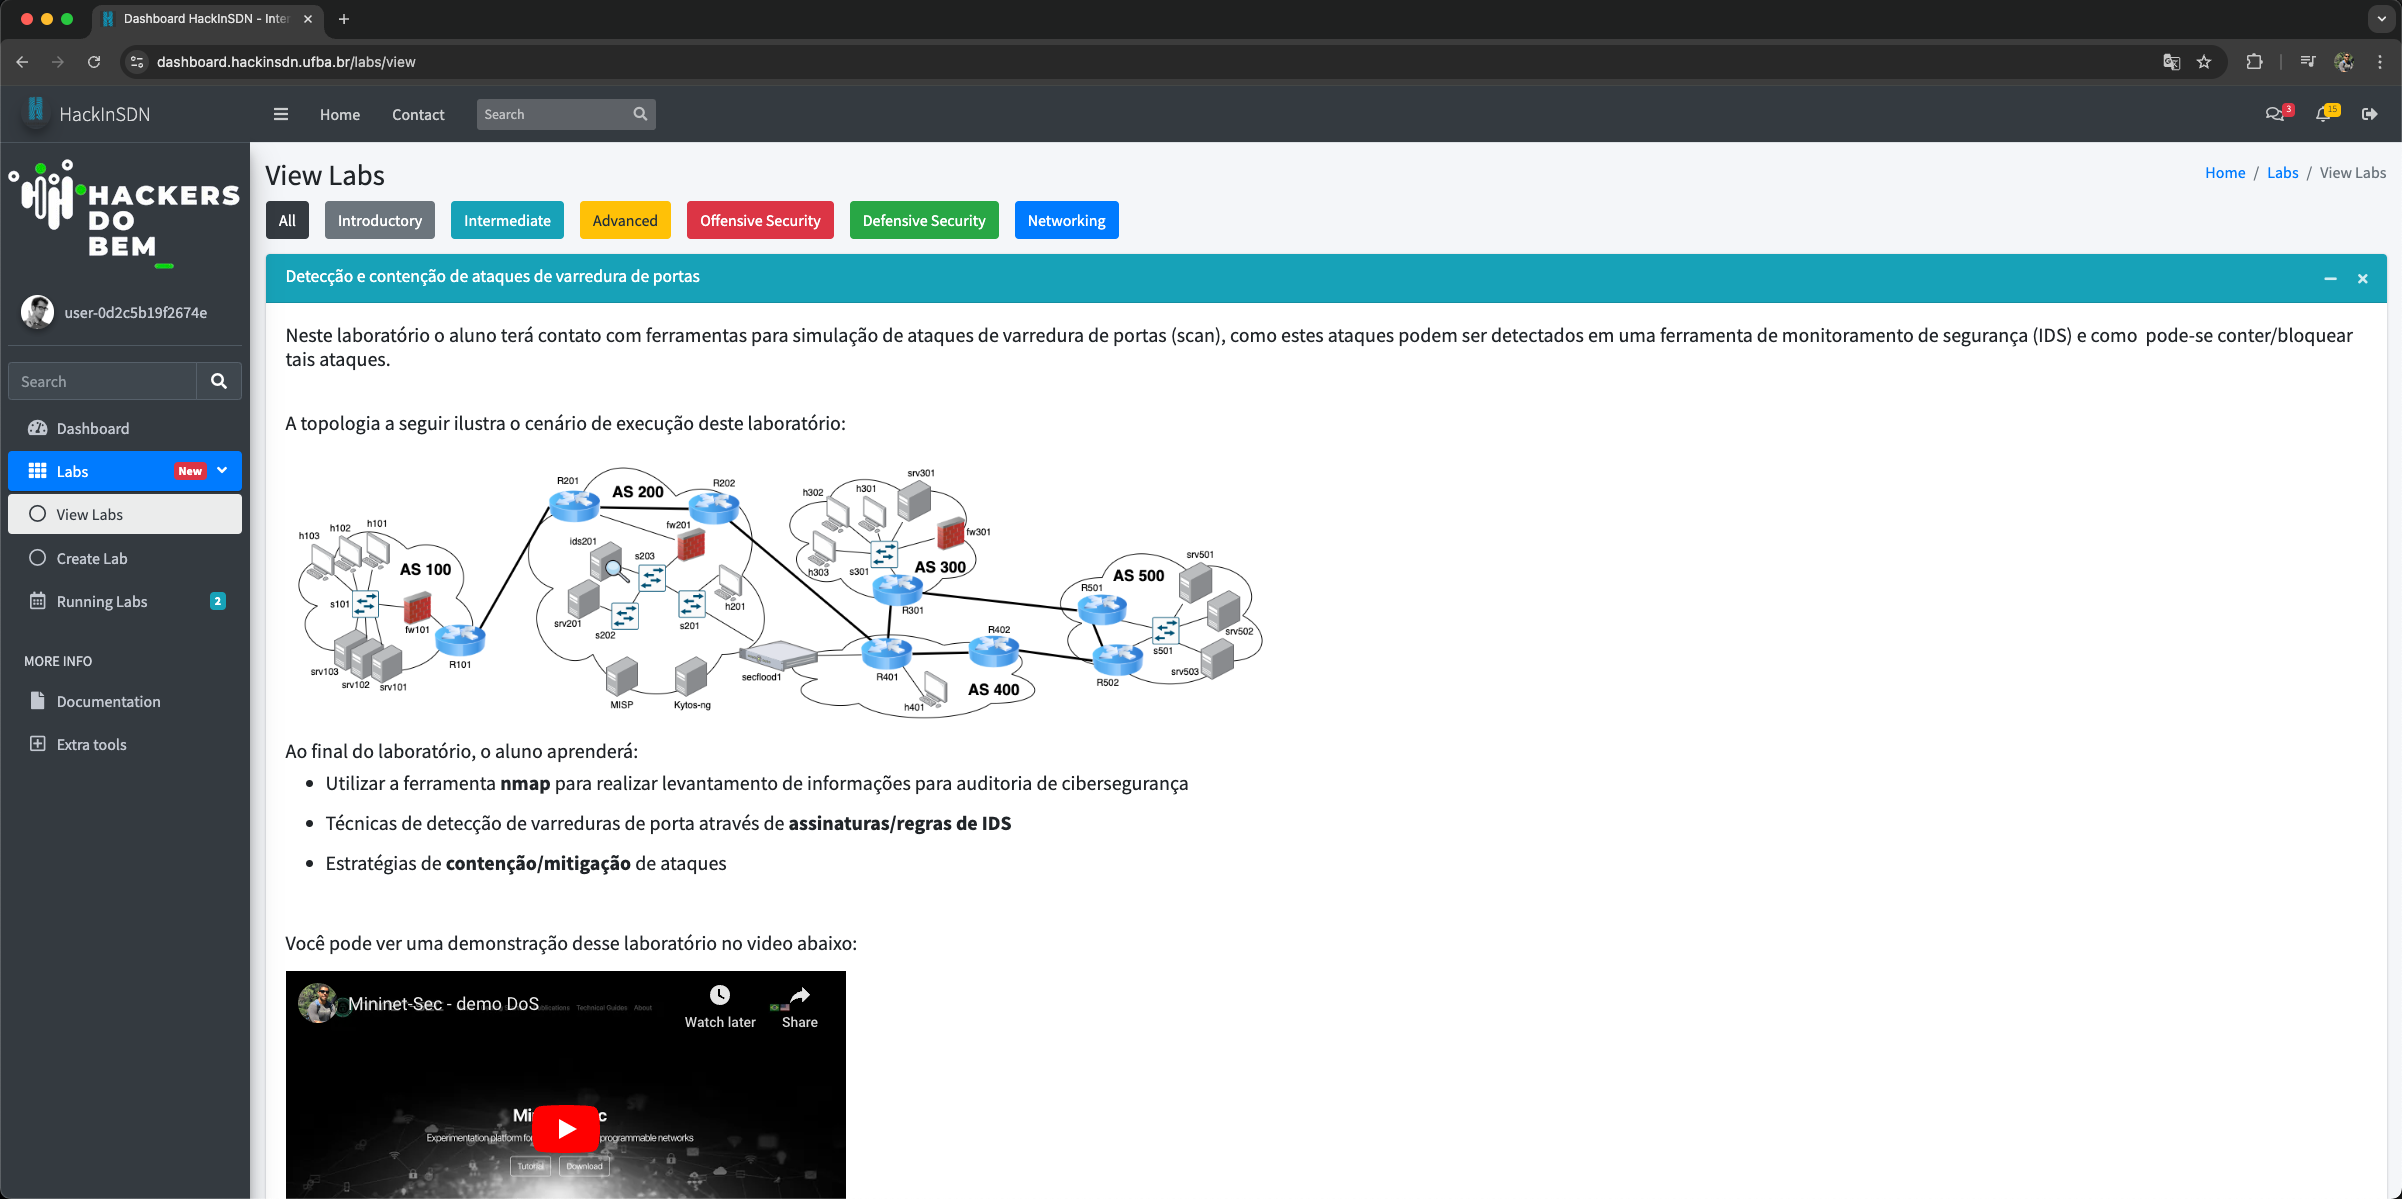 Dashboard HackInSDN - Inter
dashboard.hackinsdn.ufba.br/labs/view
HackInSDN
Home
Contact
Search
3
15
HACKERS
DO
BEM
user-0d2c5b19f2674e
Search
Dashboard
Labs
New
View Labs
Create Lab
Running Labs
2
MORE INFO
Documentation
Extra tools
View Labs
Home / Labs / View Labs
All
Introductory
Intermediate
Advanced
Offensive Security
Defensive Security
Networking
Detecção e contenção de ataques de varredura de portas
Neste laboratório o aluno terá contato com ferramentas para simulação de ataques de varredura de portas (scan), como estes ataques podem ser detectados em uma ferramenta de monitoramento de segurança (IDS) e como pode-se conter/bloquear
tais ataques.
A topologia a seguir ilustra o cenário de execução deste laboratório:
h103
h102
h101
AS 100
s101
fw101
R101
srv103
srv102
srv101
R201
AS 200
R202
fw201
ids201
s203
h201
srv201
s202
s201
MISP
Kytos-ng
secflood1
h302
h301
srv301
fw301
h303
s301
AS 300
R301
R401
R402
h401
AS 400
AS 500
R501
srv501
srv502
s501
srv503
R502
Ao final do laboratório, o aluno aprenderá:
• Utilizar a ferramenta nmap para realizar levantamento de informações para auditoria de cibersegurança
• Técnicas de detecção de varreduras de porta através de assinaturas/regras de IDS
• Estratégias de contenção/mitigação de ataques
Você pode ver uma demonstração desse laboratório no video abaixo:
Mininet-Sec - demo DoS
Technical Guides
About
Watch later
Share
Experimentation platform for
programmable networks
Tutorial
Download